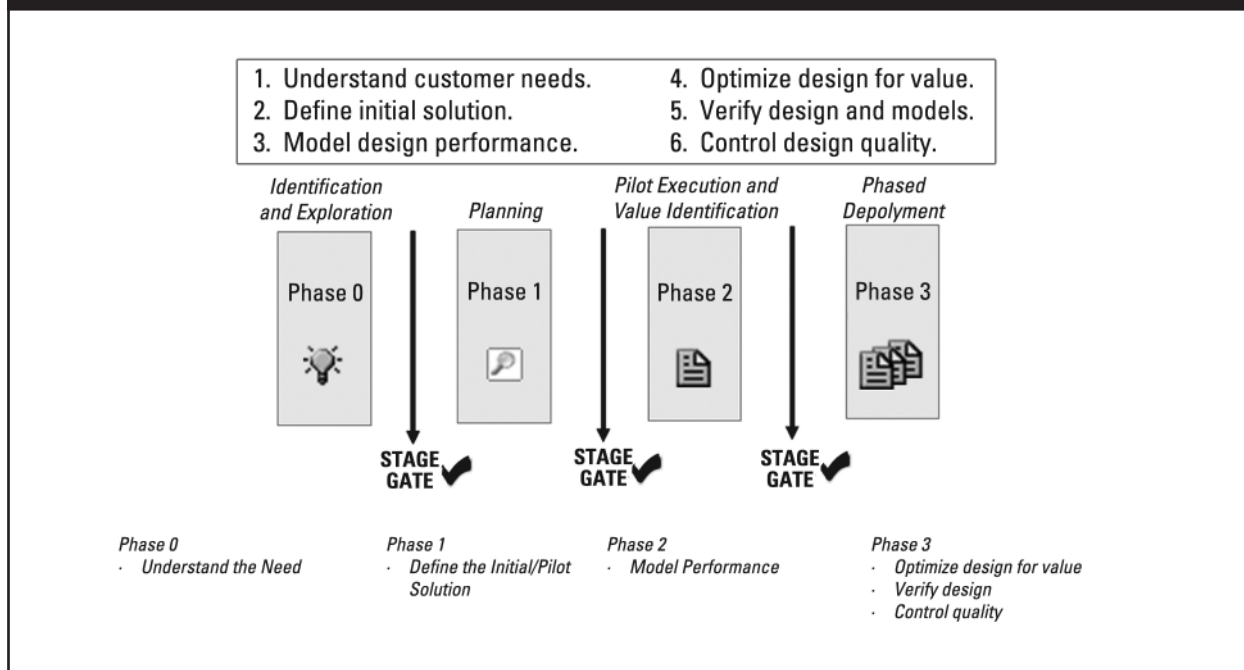 1. Understand customer needs.
2. Define initial solution.
3. Model design performance.
4. Optimize design for value.
5. Verify design and models.
6. Control design quality.
Identification
and Exploration
Planning
Pilot Execution and
Value Identification
Phased
Depolyment
Phase 0
Phase 1
Phase 2
Phase 3
STAGE
GATE
STAGE
GATE
STAGE
GATE
Phase 0
· Understand the Need
Phase 1
· Define the Initial/Pilot
Solution
Phase 2
· Model Performance
Phase 3
· Optimize design for value
· Verify design
· Control quality